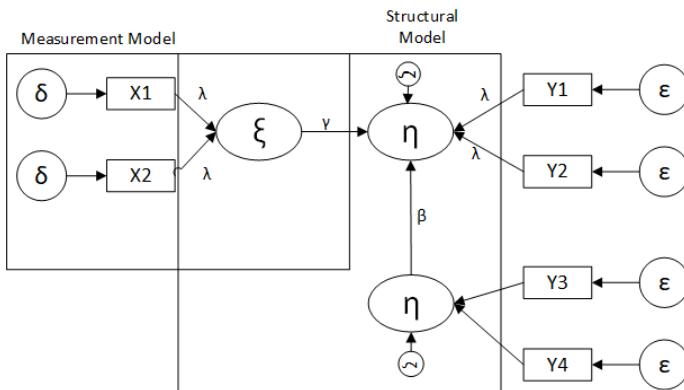 Structural
Model
Measurement Model
δ
X1
λ
ξ
γ
ζ
η
λ
Y1
ε
δ
X2
λ
λ
Y2
ε
β
η
Y3
ε
ζ
Y4
ε